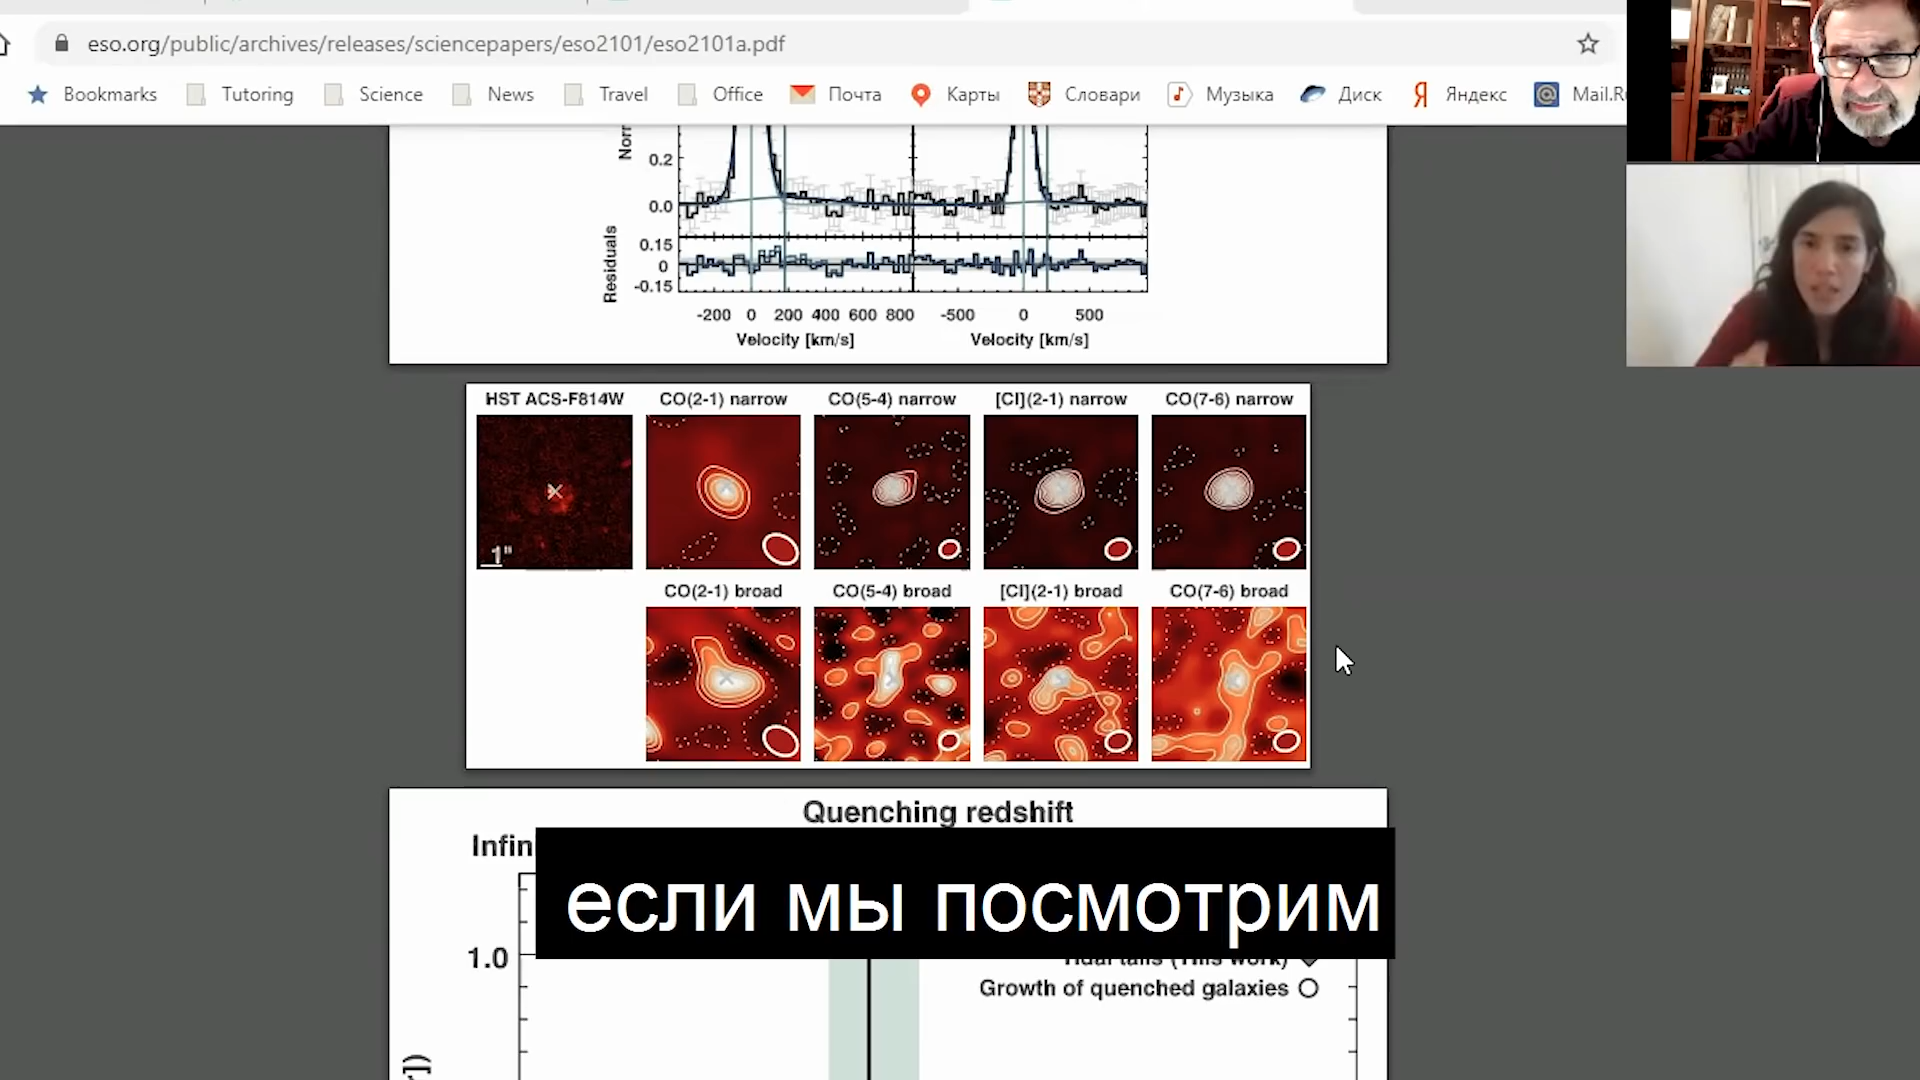 eso.org/public/archives/releases/sciencepapers/eso2101/eso2101a.pdf
Bookmarks Tutoring Science News Travel Office Почта Карты Словари Музыка Диск Яндекс Mail.R
0.2
0.0
Residuals
0.15
0
-0.15
-200 0 200 400 600 800 -500 0 500
Velocity [km/s] Velocity [km/s]
HST ACS-F814W CO(2-1) narrow CO(5-4) narrow [CI](2-1) narrow CO(7-6) narrow
1"
CO(2-1) broad CO(5-4) broad [CI](2-1) broad CO(7-6) broad
Quenching redshift
Infin
если мы посмотрим
1.0
Tidal tails (This work)
Growth of quenched galaxies